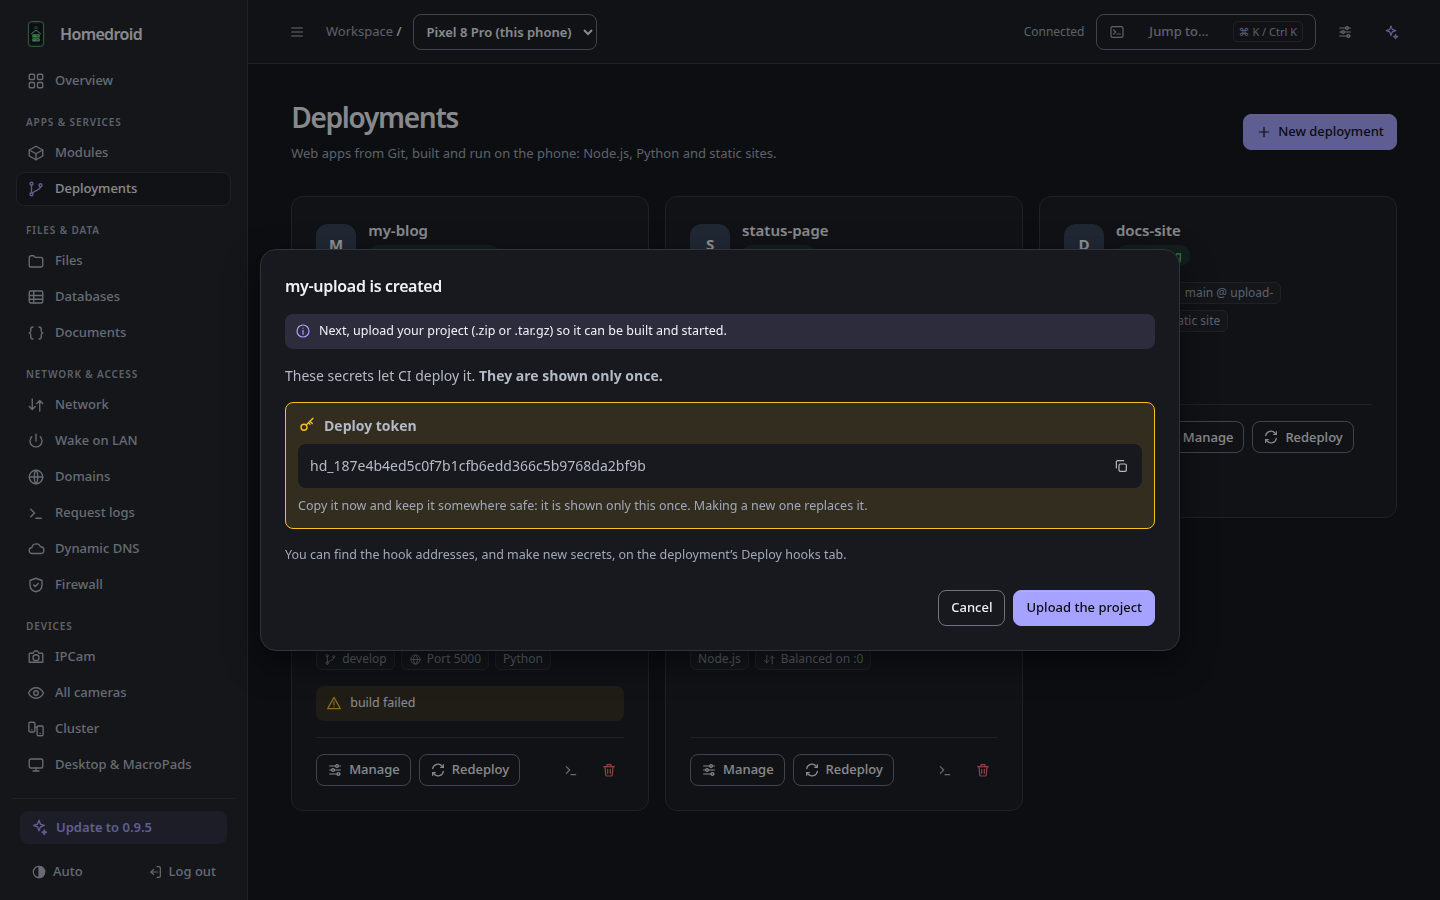 Homedroid
Workspace /
Pixel 8 Pro (this phone)
Connected
Jump to...
⌘ K / Ctrl K
Overview
APPS & SERVICES
Modules
Deployments
FILES & DATA
Files
Databases
Documents
NETWORK & ACCESS
Network
Wake on LAN
Domains
Request logs
Dynamic DNS
Firewall
DEVICES
IPCam
All cameras
Cluster
Desktop & MacroPads
Update to 0.9.5
Auto
Log out
Deployments
Web apps from Git, built and run on the phone: Node.js, Python and static sites.
New deployment
M
my-blog
S
status-page
D
docs-site
main @ upload-
Manage
Redeploy
my-upload is created
Next, upload your project (.zip or .tar.gz) so it can be built and started.
These secrets let CI deploy it. They are shown only once.
Deploy token
hd_187e4b4ed5c0f7b1cfb6edd366c5b9768da2bf9b
Copy it now and keep it somewhere safe: it is shown only this once. Making a new one replaces it.
You can find the hook addresses, and make new secrets, on the deployment's Deploy hooks tab.
Cancel
Upload the project
develop
Port 5000
Python
build failed
Manage
Redeploy
Node.js
Balanced on :0
Manage
Redeploy